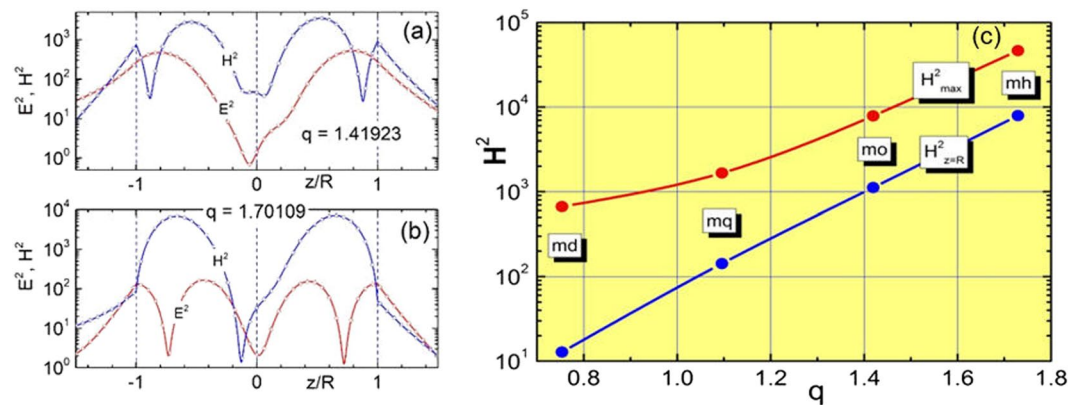 (a)
E², H²
10³
10²
10¹
10⁰
H²
E²
q = 1.41923
-1 0 1
z/R
(b)
E², H²
10⁴
10³
10²
10¹
10⁰
q = 1.70109
H²
E²
-1 0 1
z/R
(c)
H²
10⁵
10⁴
10³
10²
10¹
H²max
mh
mo
H²z=R
mq
md
0.8 1.0 1.2 1.4 1.6 1.8
q